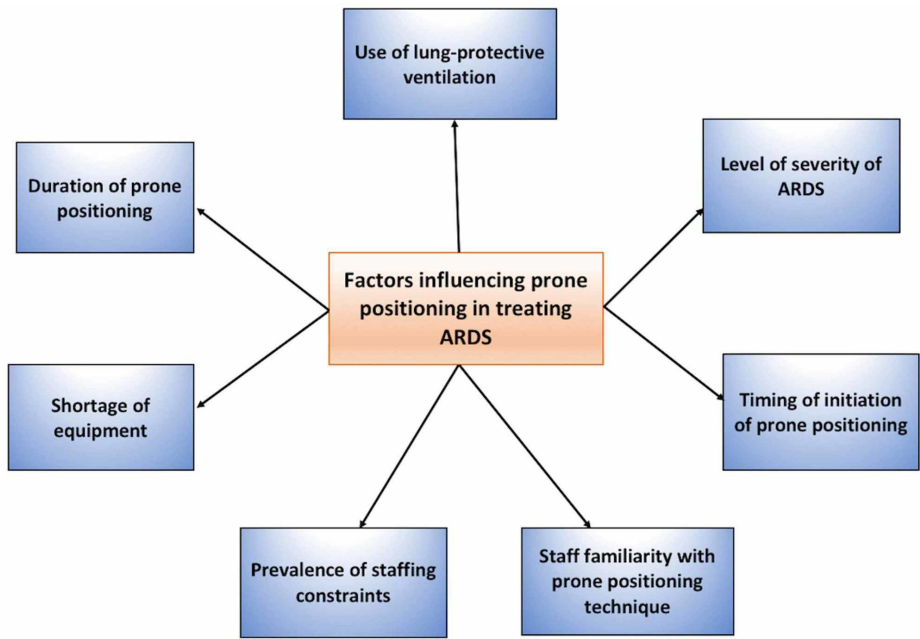 Use of lung-protective
ventilation
Level of severity of
ARDS
Duration of prone
positioning
Factors influencing prone
positioning in treating
ARDS
Timing of initiation
of prone positioning
Shortage of
equipment
Prevalence of staffing
constraints
Staff familiarity with
prone positioning
technique